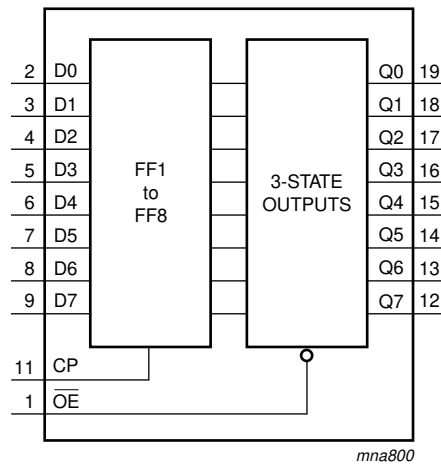 2 D0 Q0 19
3 D1 Q1 18
4 D2 Q2 17
5 D3 Q3 16
6 D4 Q4 15
7 D5 Q5 14
8 D6 Q6 13
9 D7 Q7 12
FF1
to
FF8
3-STATE
OUTPUTS
11 CP
1 O̅E̅
mna800